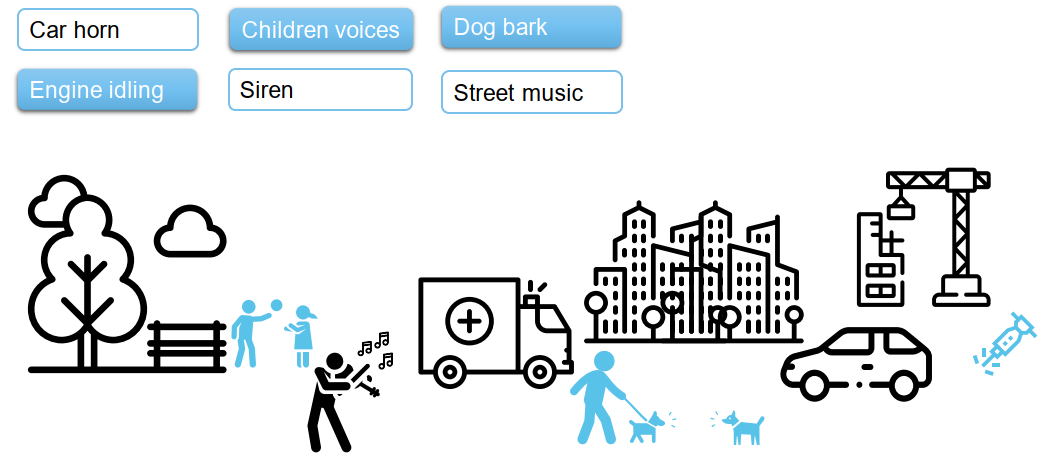 Car horn
Children voices
Dog bark
Engine idling
Siren
Street music